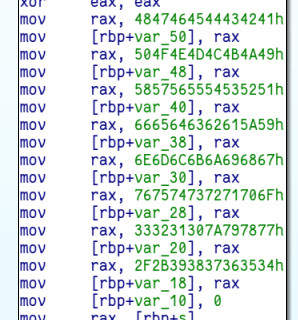 xor eax, eax
mov rax, 4847464544434241h
mov [rbp+var_50], rax
mov rax, 504F4E4D4C4B4A49h
mov [rbp+var_48], rax
mov rax, 5857565554535251h
mov [rbp+var_40], rax
mov rax, 6665646362615A59h
mov [rbp+var_38], rax
mov rax, 6E6D6C6B6A696867h
mov [rbp+var_30], rax
mov rax, 767574737271706Fh
mov [rbp+var_28], rax
mov rax, 333231307A797877h
mov [rbp+var_20], rax
mov rax, 2F2B393837363534h
mov [rbp+var_18], rax
mov [rbp+var_10], 0
mov rax, [rbp+s]